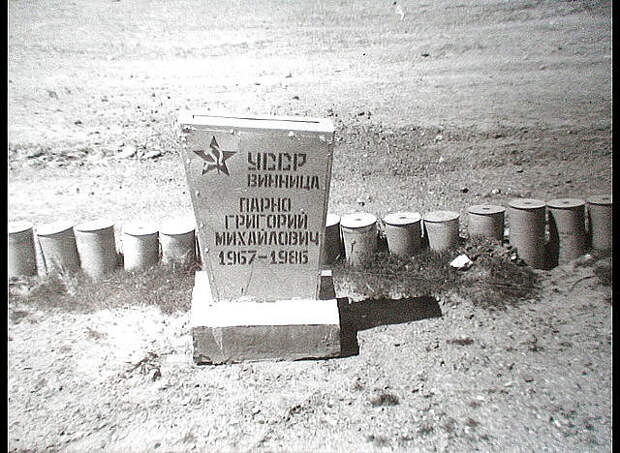 УССР
ВИННИЦА
ПАРНО
ГРИГОРИЙ
МИХАЙЛОВИЧ
1967-1986